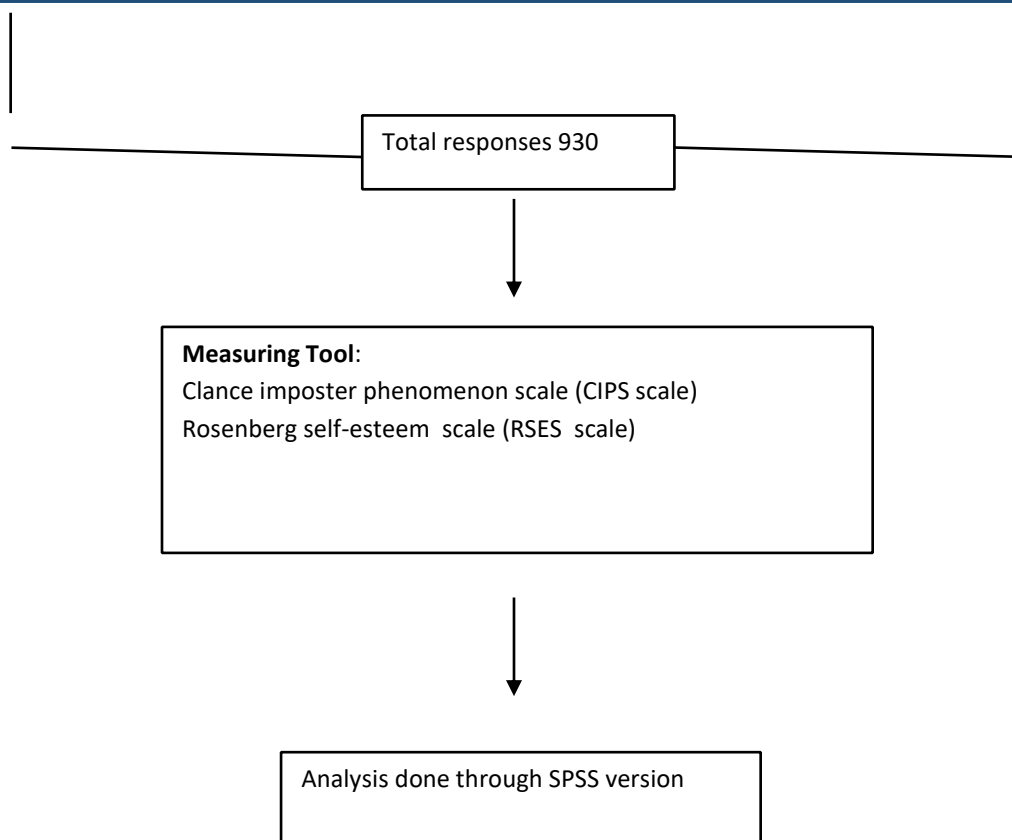 Total responses 930
Measuring Tool:
Clance imposter phenomenon scale (CIPS scale)
Rosenberg self-esteem scale (RSES scale)
Analysis done through SPSS version